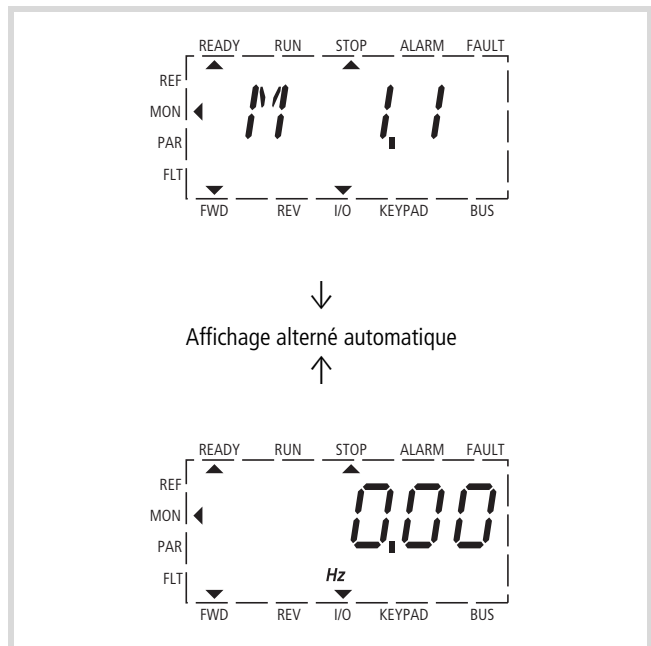 READY RUN STOP ALARM FAULT
REF
MON M 1.1
PAR
FLT
FWD REV I/O KEYPAD BUS
Affichage alterné automatique
READY RUN STOP ALARM FAULT
REF
MON 0.00
PAR
FLT Hz
FWD REV I/O KEYPAD BUS